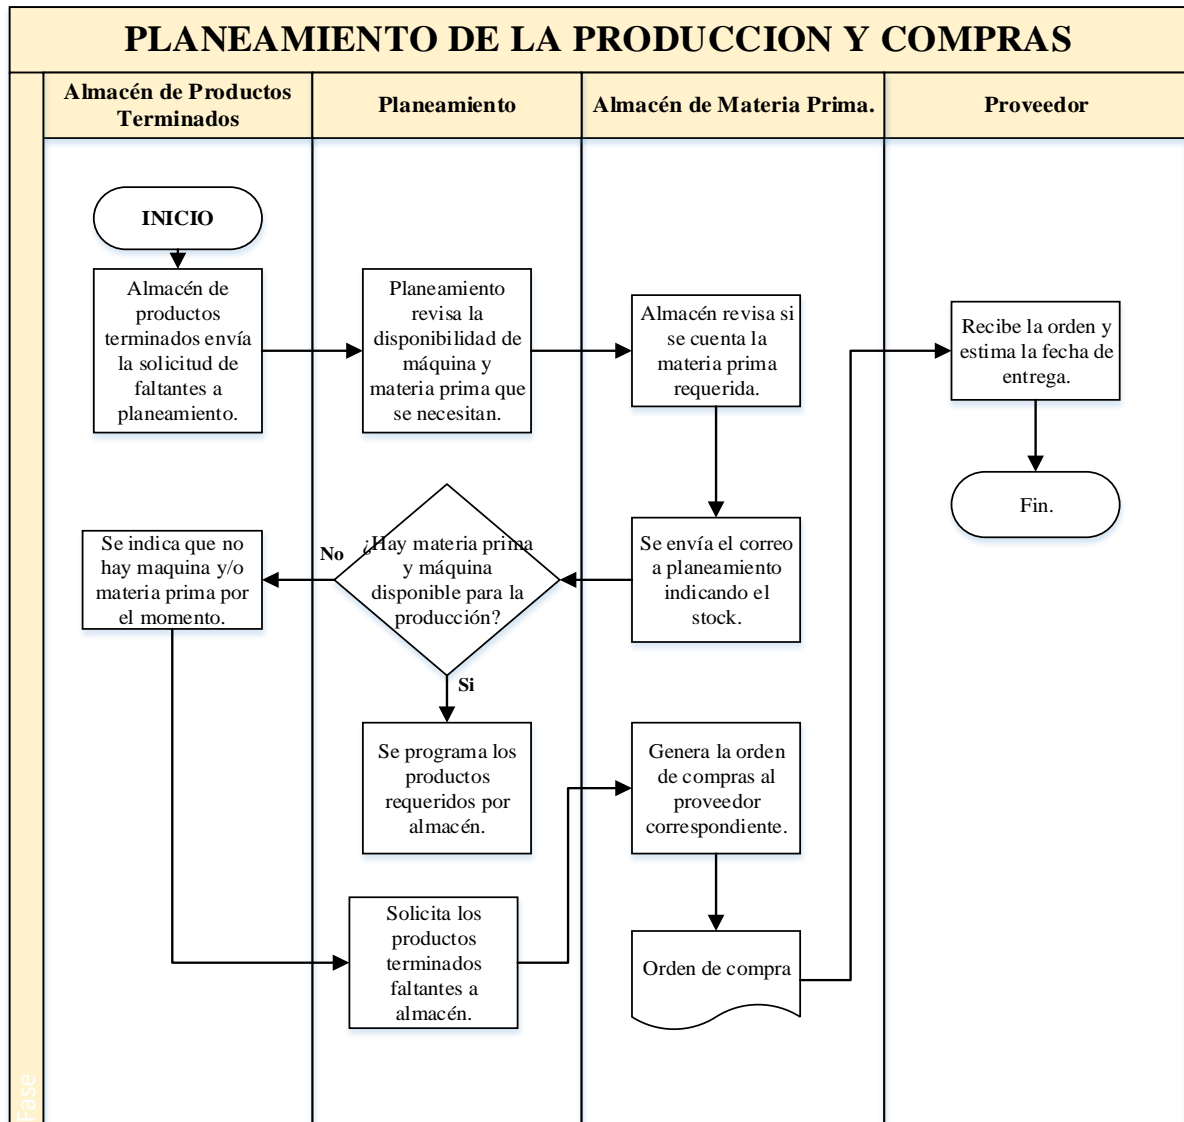 PLANEAMIENTO DE LA PRODUCCION Y COMPRAS
Almacén de Productos
Terminados
Planeamiento
Almacén de Materia Prima.
Proveedor
INICIO
Almacén de
productos
terminados envía
la solicitud de
faltantes a
planeamiento.
Planeamiento
revisa la
disponibilidad de
máquina y
materia prima que
se necesitan.
Almacén revisa si
se cuenta la
materia prima
requerida.
Recibe la orden y
estima la fecha de
entrega.
Fin.
Se indica que no
hay maquina y/o
materia prima por
el momento.
No
¿Hay materia prima
y máquina
disponible para la
producción?
Si
Se envía el correo
a planeamiento
indicando el
stock.
Se programa los
productos
requeridos por
almacén.
Genera la orden
de compras al
proveedor
correspondiente.
Solicita los
productos
terminados
faltantes a
almacén.
Orden de compra
Fase